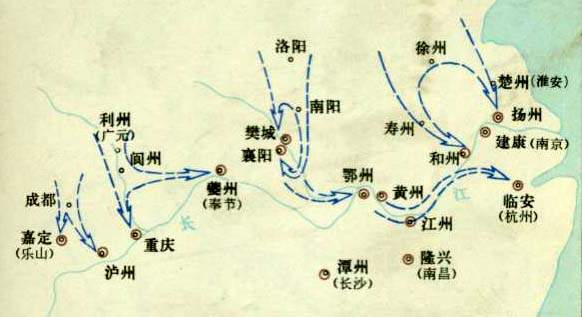 洛阳
徐州
楚州(淮安)
南阳
扬州
利州
(广元)
樊城
寿州
建康(南京)
襄阳
和州
阆州
夔州
(奉节)
鄂州
黄州
江
临安
(杭州)
成都
长
江州
嘉定
(乐山)
重庆
泸州
隆兴
(南昌)
潭州
(长沙)